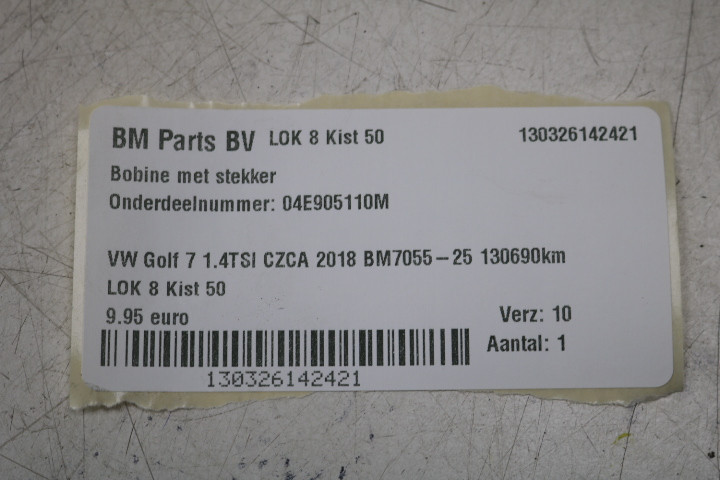 BM Parts BV LOK 8 Kist 50 130326142421
Bobine met stekker
Onderdeelnummer: 04E905110M
VW Golf 7 1.4TSI CZCA 2018 BM7055-25 130690km
LOK 8 Kist 50
9.95 euro Verz: 10
Aantal: 1
130326142421